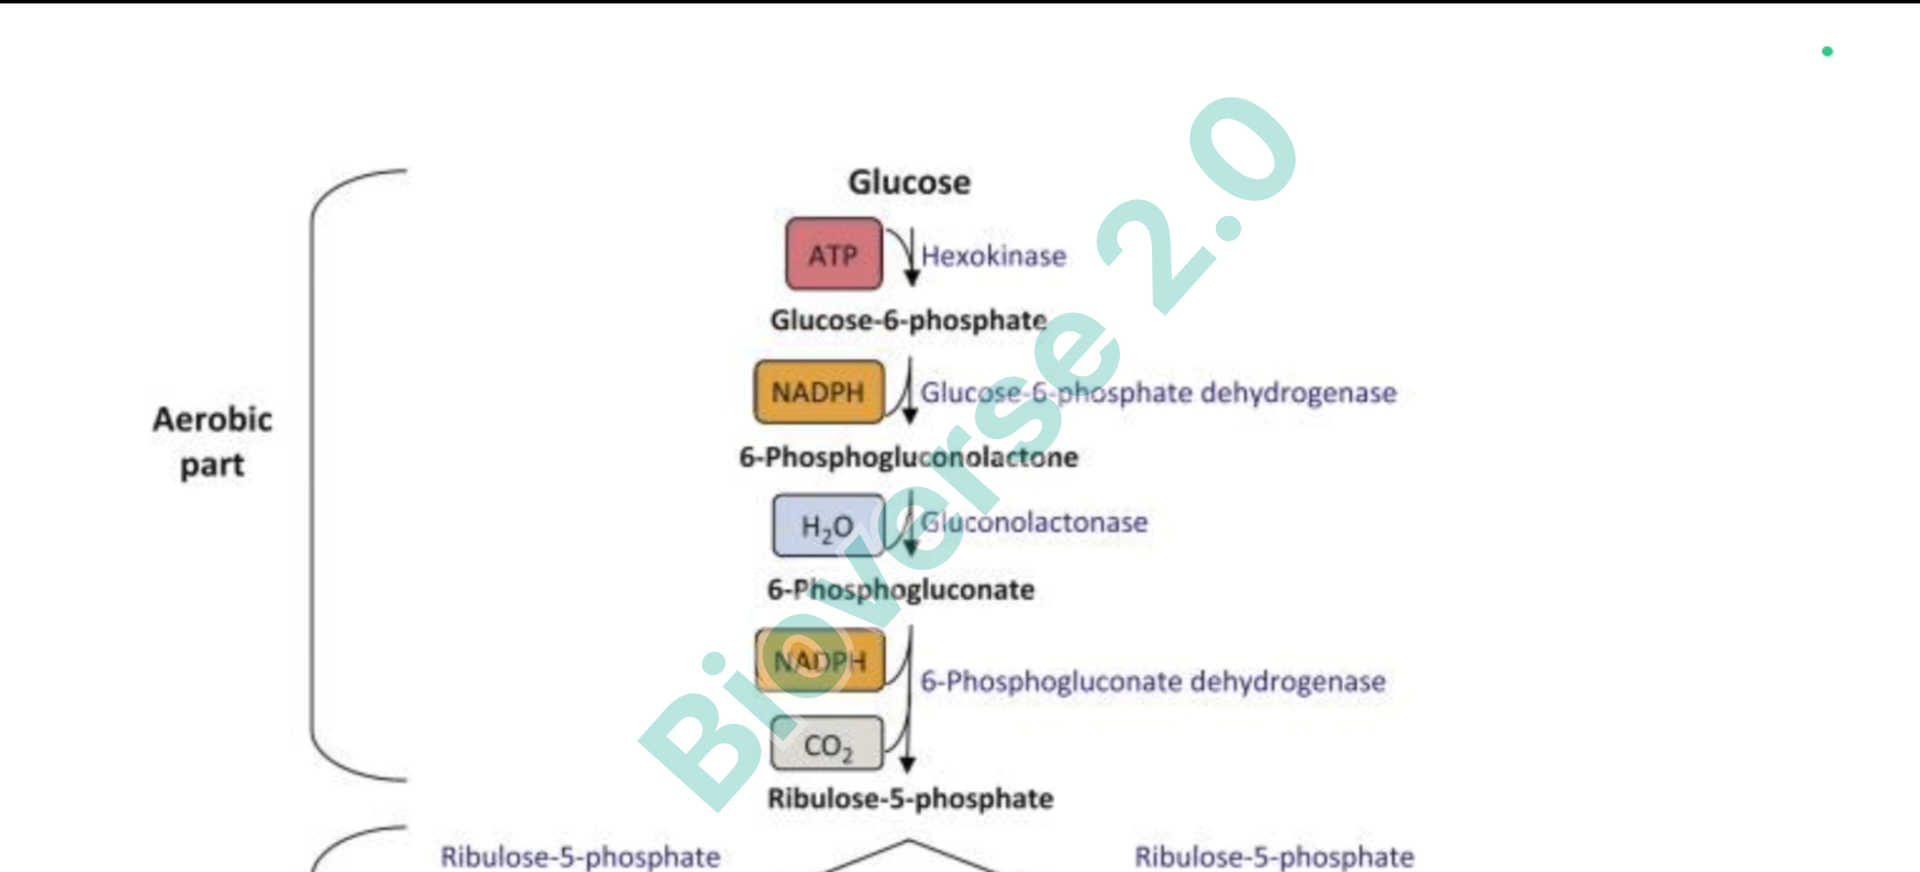 Glucose
ATP
Hexokinase
Glucose-6-phosphate
NADPH
Glucose-6-phosphate dehydrogenase
Aerobic
part
6-Phosphogluconolactone
H₂O
Gluconolactonase
6-Phosphogluconate
NADPH
6-Phosphogluconate dehydrogenase
CO₂
Ribulose-5-phosphate
Ribulose-5-phosphate
Ribulose-5-phosphate
Bioverse 2.0